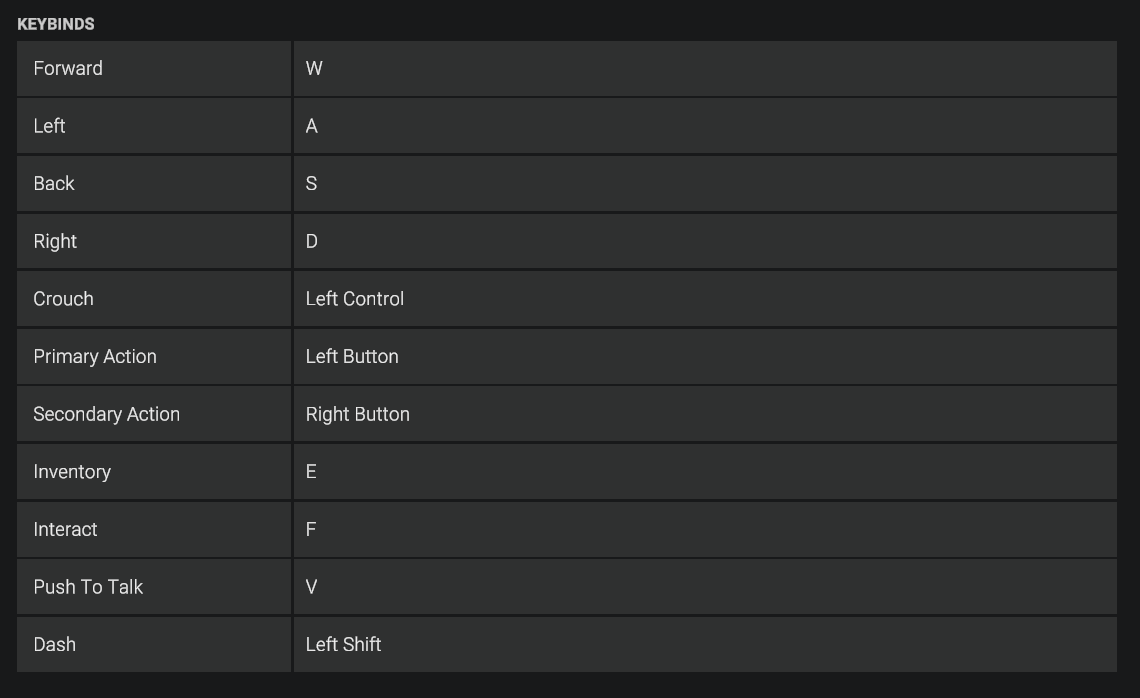 KEYBINDS
Forward W
Left A
Back S
Right D
Crouch Left Control
Primary Action Left Button
Secondary Action Right Button
Inventory E
Interact F
Push To Talk V
Dash Left Shift